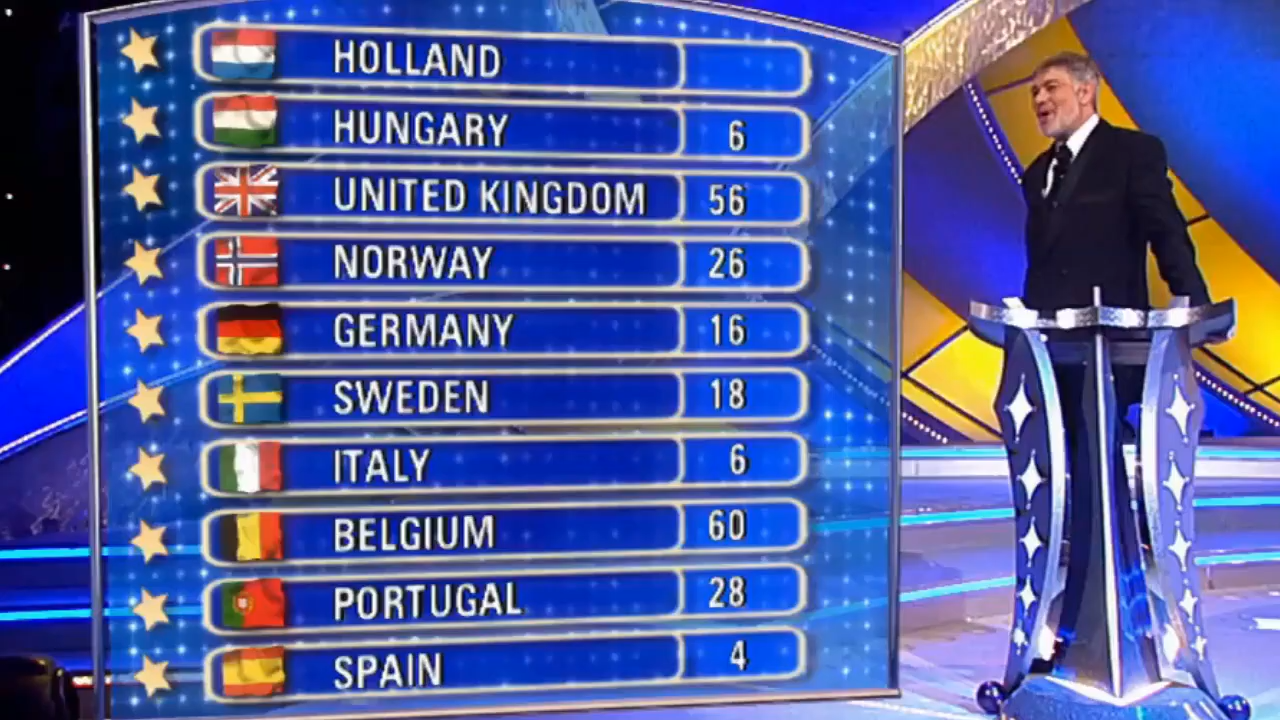 HOLLAND
HUNGARY 6
UNITED KINGDOM 56
NORWAY 26
GERMANY 16
SWEDEN 18
ITALY 6
BELGIUM 60
PORTUGAL 28
SPAIN 4